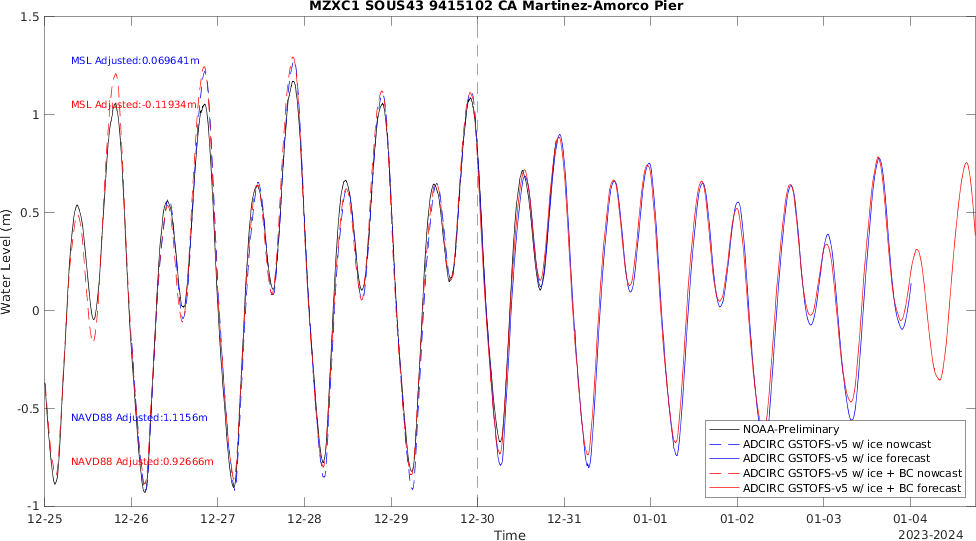 MZXC1 SOUS43 9415102 CA Martinez-Amorco Pier
1.5
MSL Adjusted:0.069641m
MSL Adjusted:-0.11934m
1
0.5
Water Level (m)
0
NAVD88 Adjusted:1.1156m
-0.5
NAVD88 Adjusted:0.92666m
NOAA-Preliminary
ADCIRC GSTOFS-v5 w/ ice nowcast
ADCIRC GSTOFS-v5 w/ ice forecast
ADCIRC GSTOFS-v5 w/ ice + BC nowcast
ADCIRC GSTOFS-v5 w/ ice + BC forecast
-1
12-25 12-26 12-27 12-28 12-29 12-30 12-31 01-01 01-02 01-03 01-04
Time
2023-2024